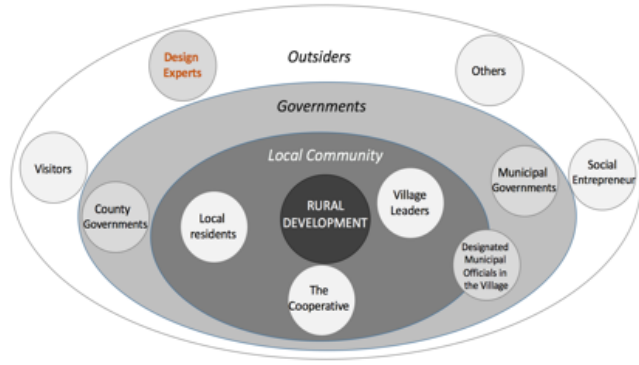 Design
Experts
Outsiders
Others
Governments
Visitors
Local Community
Municipal
Governments
Social
Entrepreneur
County
Governments
Local
residents
RURAL
DEVELOPMENT
Village
Leaders
Designated
Municipal
Officials in
the Village
The
Cooperative